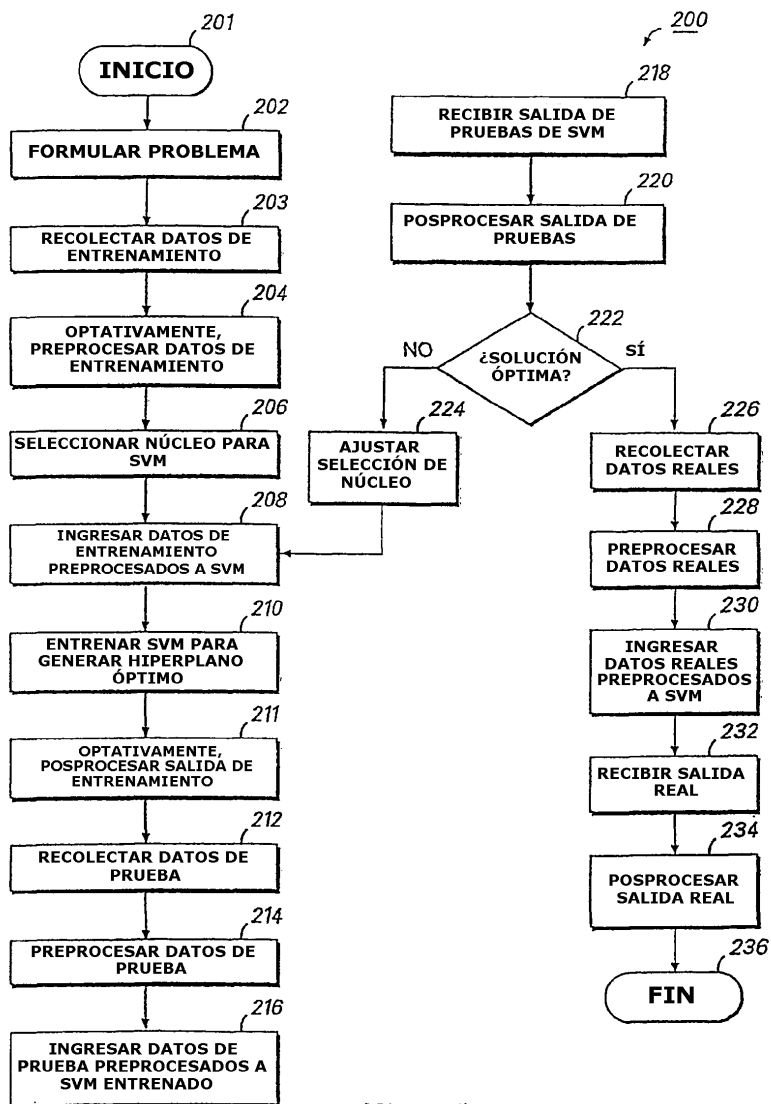 201
INICIO
202
FORMULAR PROBLEMA
203
RECOLECTAR DATOS DE
ENTRENAMIENTO
204
OPTATIVAMENTE,
PREPROCESAR DATOS DE
ENTRENAMIENTO
206
SELECCIONAR NÚCLEO PARA
SVM
208
INGRESAR DATOS DE
ENTRENAMIENTO
PREPROCESADOS A SVM
210
ENTRENAR SVM PARA
GENERAR HIPERPLANO
ÓPTIMO
211
OPTATIVAMENTE,
POSPROCESAR SALIDA DE
ENTRENAMIENTO
212
RECOLECTAR DATOS DE
PRUEBA
214
PREPROCESAR DATOS DE
PRUEBA
216
INGRESAR DATOS DE
PRUEBA PREPROCESADOS A
SVM ENTRENADO
200
218
RECIBIR SALIDA DE
PRUEBAS DE SVM
220
POSPROCESAR SALIDA DE
PRUEBAS
222
¿SOLUCIÓN
ÓPTIMA?
NO
SÍ
224
AJUSTAR
SELECCIÓN DE
NÚCLEO
226
RECOLECTAR
DATOS REALES
228
PREPROCESAR
DATOS REALES
230
INGRESAR
DATOS REALES
PREPROCESADOS
A SVM
232
RECIBIR SALIDA
REAL
234
POSPROCESAR
SALIDA REAL
236
FIN